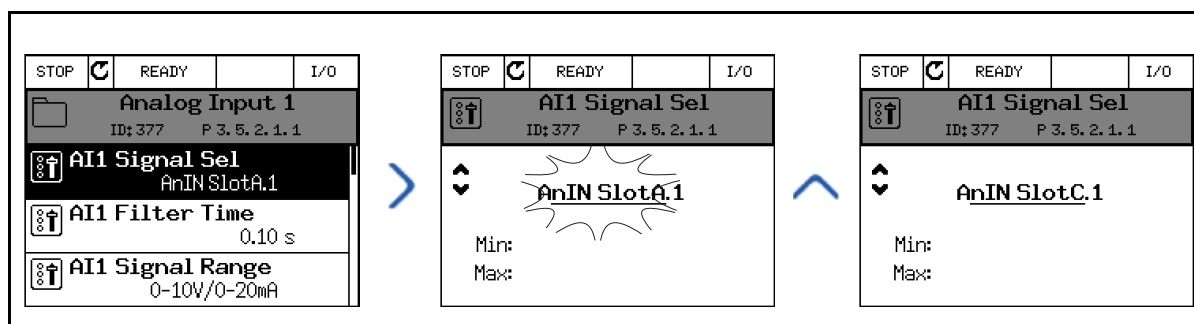 STOP READY I/O
Analog Input 1
ID:377 P3.5.2.1.1
AI1 Signal Sel
AnIN SlotA.1
AI1 Filter Time
0.10 s
AI1 Signal Range
0-10V/0-20mA
STOP READY I/O
AI1 Signal Sel
ID:377 P3.5.2.1.1
AnIN SlotA.1
Min:
Max:
STOP READY I/O
AI1 Signal Sel
ID:377 P3.5.2.1.1
AnIN SlotC.1
Min:
Max: